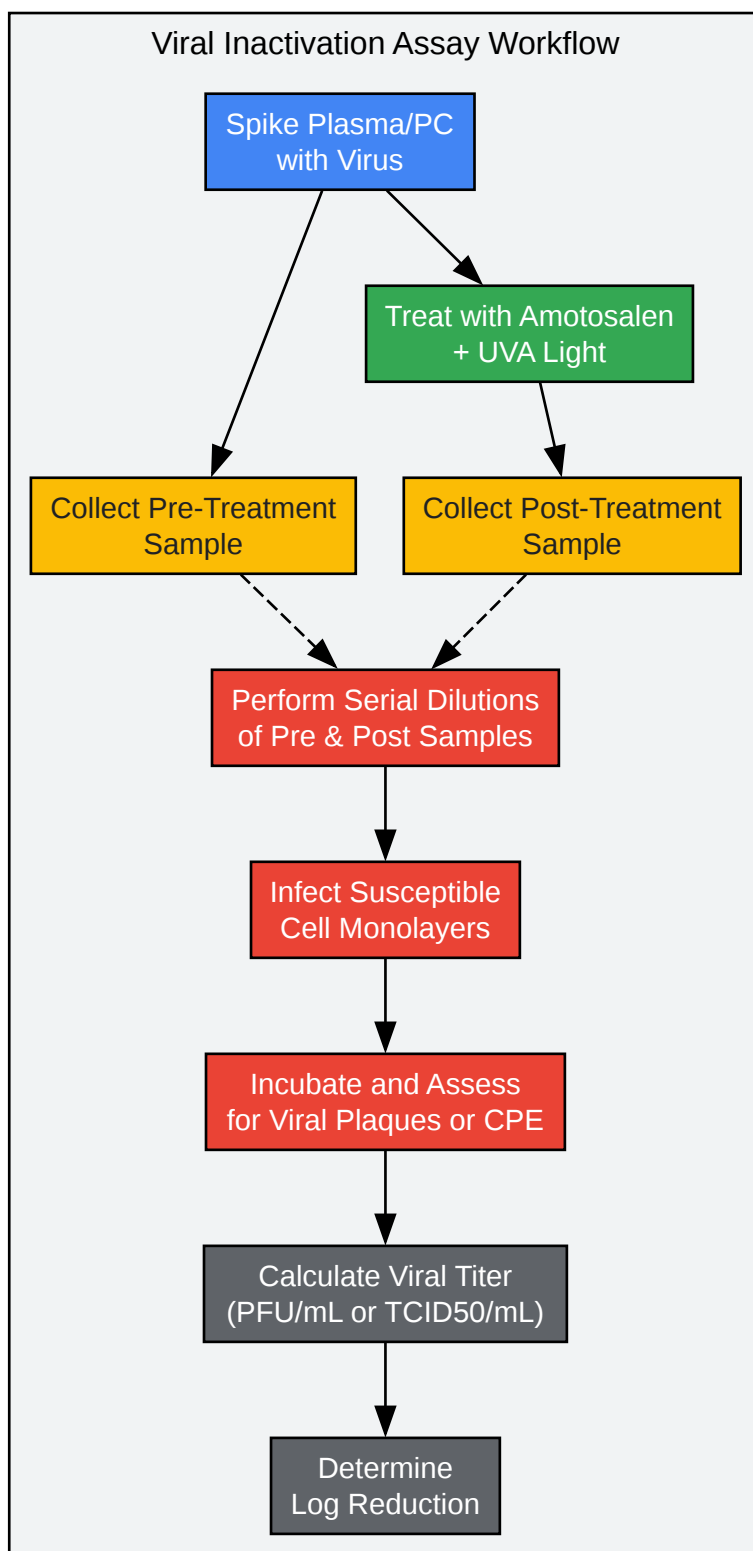 Viral Inactivation Assay Workflow
Spike Plasma/PC
with Virus
Treat with Amotosalen
+ UVA Light
Collect Pre-Treatment
Sample
Collect Post-Treatment
Sample
Perform Serial Dilutions
of Pre & Post Samples
Infect Susceptible
Cell Monolayers
Incubate and Assess
for Viral Plaques or CPE
Calculate Viral Titer
(PFU/mL or TCID50/mL)
Determine
Log Reduction